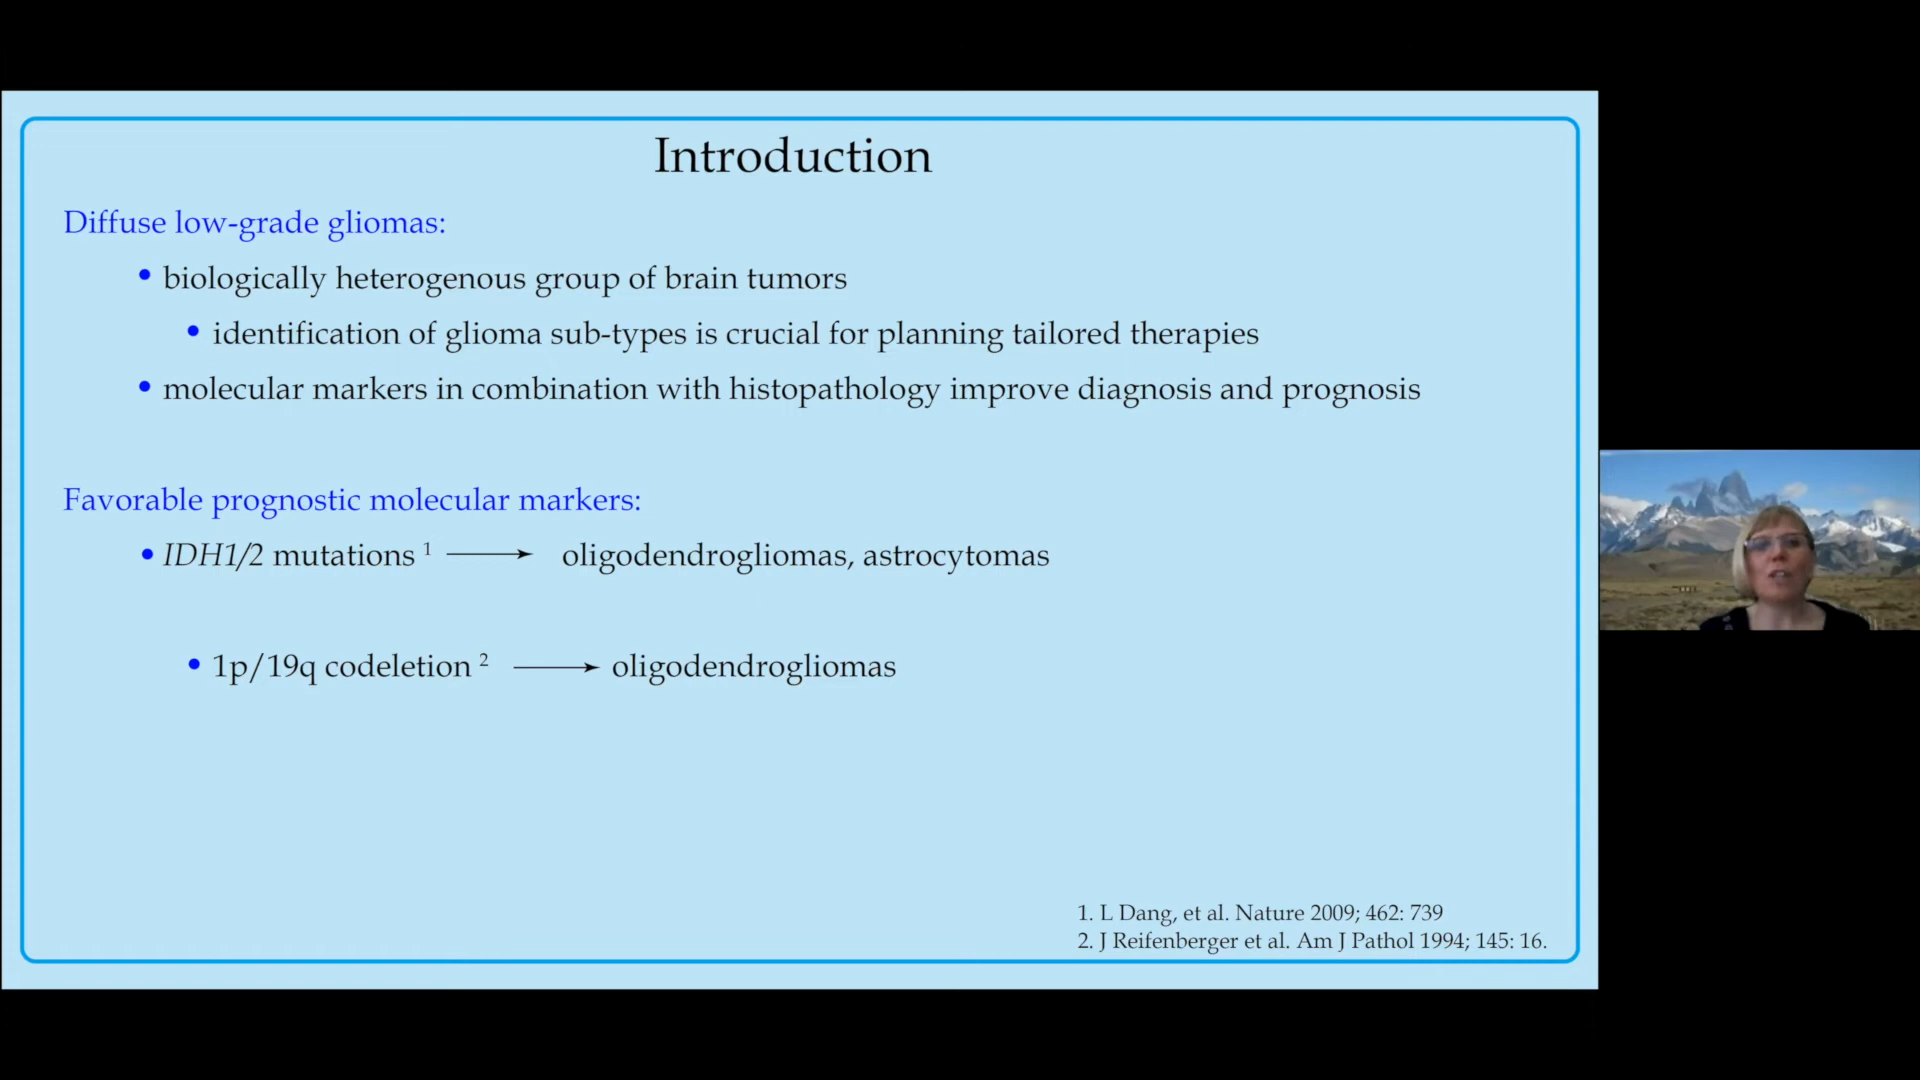 Introduction
Diffuse low-grade gliomas:
• biologically heterogenous group of brain tumors
• identification of glioma sub-types is crucial for planning tailored therapies
• molecular markers in combination with histopathology improve diagnosis and prognosis
Favorable prognostic molecular markers:
• IDH1/2 mutations ¹ ⟶ oligodendrogliomas, astrocytomas
• 1p/19q codeletion ² ⟶ oligodendrogliomas
1. L Dang, et al. Nature 2009; 462: 739
2. J Reifenberger et al. Am J Pathol 1994; 145: 16.